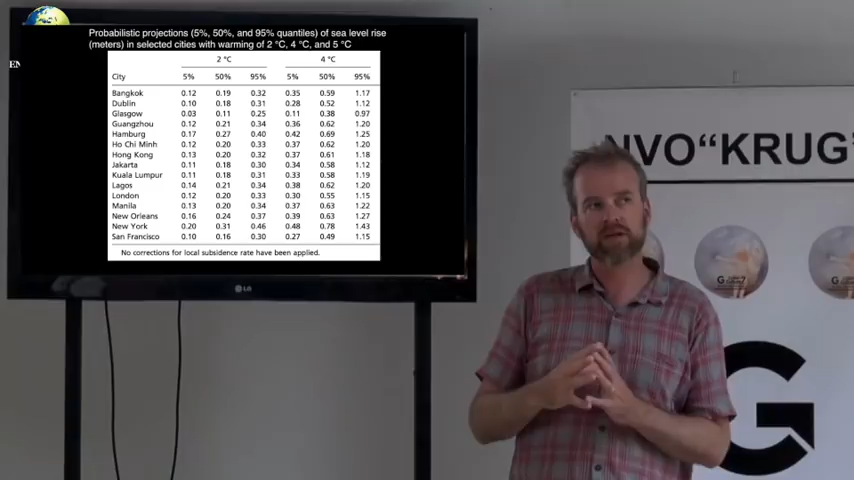 Probabilistic projections (5%, 50%, and 95% quantiles) of sea level rise
(meters) in selected cities with warming of 2 °C, 4 °C, and 5 °C
EN
2 °C 4 °C
City 5% 50% 95% 5% 50% 95%
Bangkok 0.12 0.19 0.32 0.35 0.59 1.17
Dublin 0.10 0.18 0.31 0.28 0.52 1.12
Glasgow 0.03 0.11 0.25 0.11 0.38 0.97
Guangzhou 0.12 0.21 0.34 0.36 0.62 1.20
Hamburg 0.17 0.27 0.40 0.42 0.69 1.25
Ho Chi Minh 0.12 0.20 0.33 0.37 0.62 1.20
Hong Kong 0.13 0.20 0.32 0.37 0.61 1.18
Jakarta 0.11 0.18 0.30 0.34 0.58 1.12
Kuala Lumpur 0.11 0.18 0.31 0.33 0.58 1.19
Lagos 0.14 0.21 0.34 0.38 0.62 1.20
London 0.12 0.20 0.33 0.30 0.55 1.15
Manila 0.13 0.20 0.34 0.37 0.63 1.22
New Orleans 0.16 0.24 0.37 0.39 0.63 1.27
New York 0.20 0.31 0.46 0.48 0.78 1.43
San Francisco 0.10 0.16 0.30 0.27 0.49 1.15
No corrections for local subsidence rate have been applied.
LG
NVO“KRUG
G
G
G